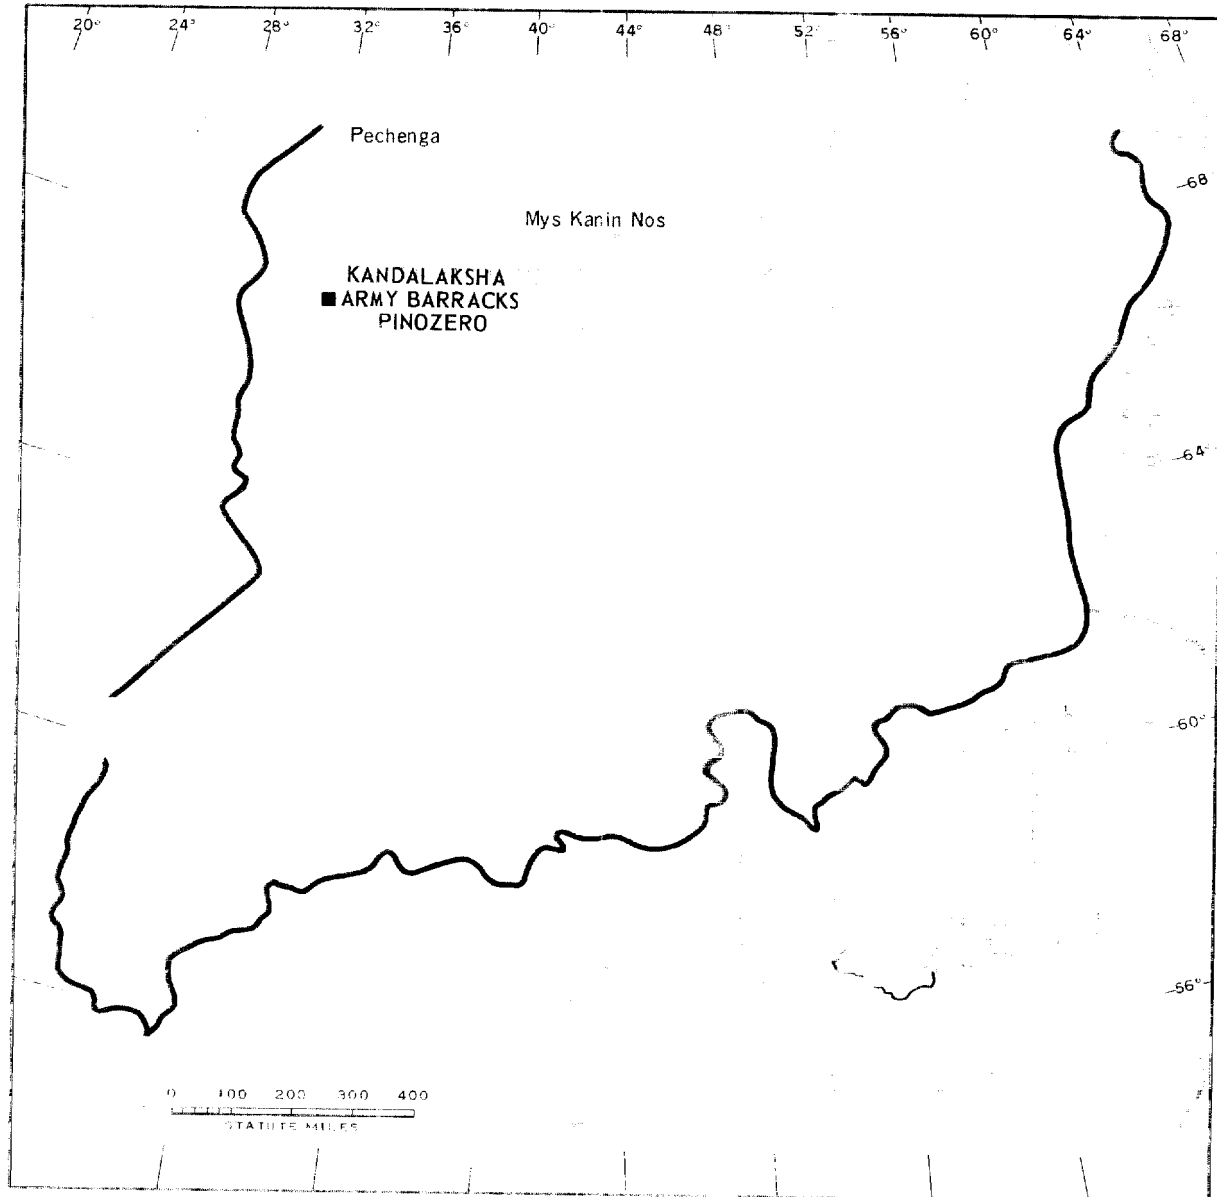 20° 24° 28° 32° 36° 40° 44° 48° 52° 56° 60° 64° 68°
Pechenga
68
Mys Kanin Nos
KANDALAKSHA
ARMY BARRACKS
PINOZERO
64°
60°
56°
0 100 200 300 400
STATUTE MILES